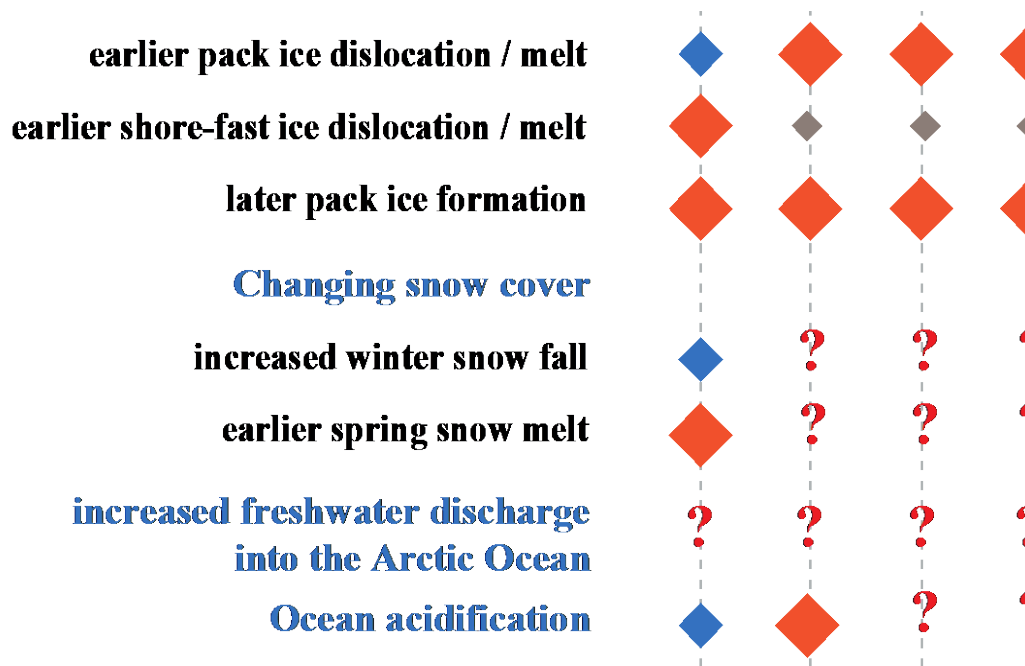 earlier pack ice dislocation / melt
earlier shore-fast ice dislocation / melt
later pack ice formation
Changing snow cover
increased winter snow fall
? ? ?
earlier spring snow melt
? ? ?
increased freshwater discharge
? ? ? ?
into the Arctic Ocean
Ocean acidification
? ?